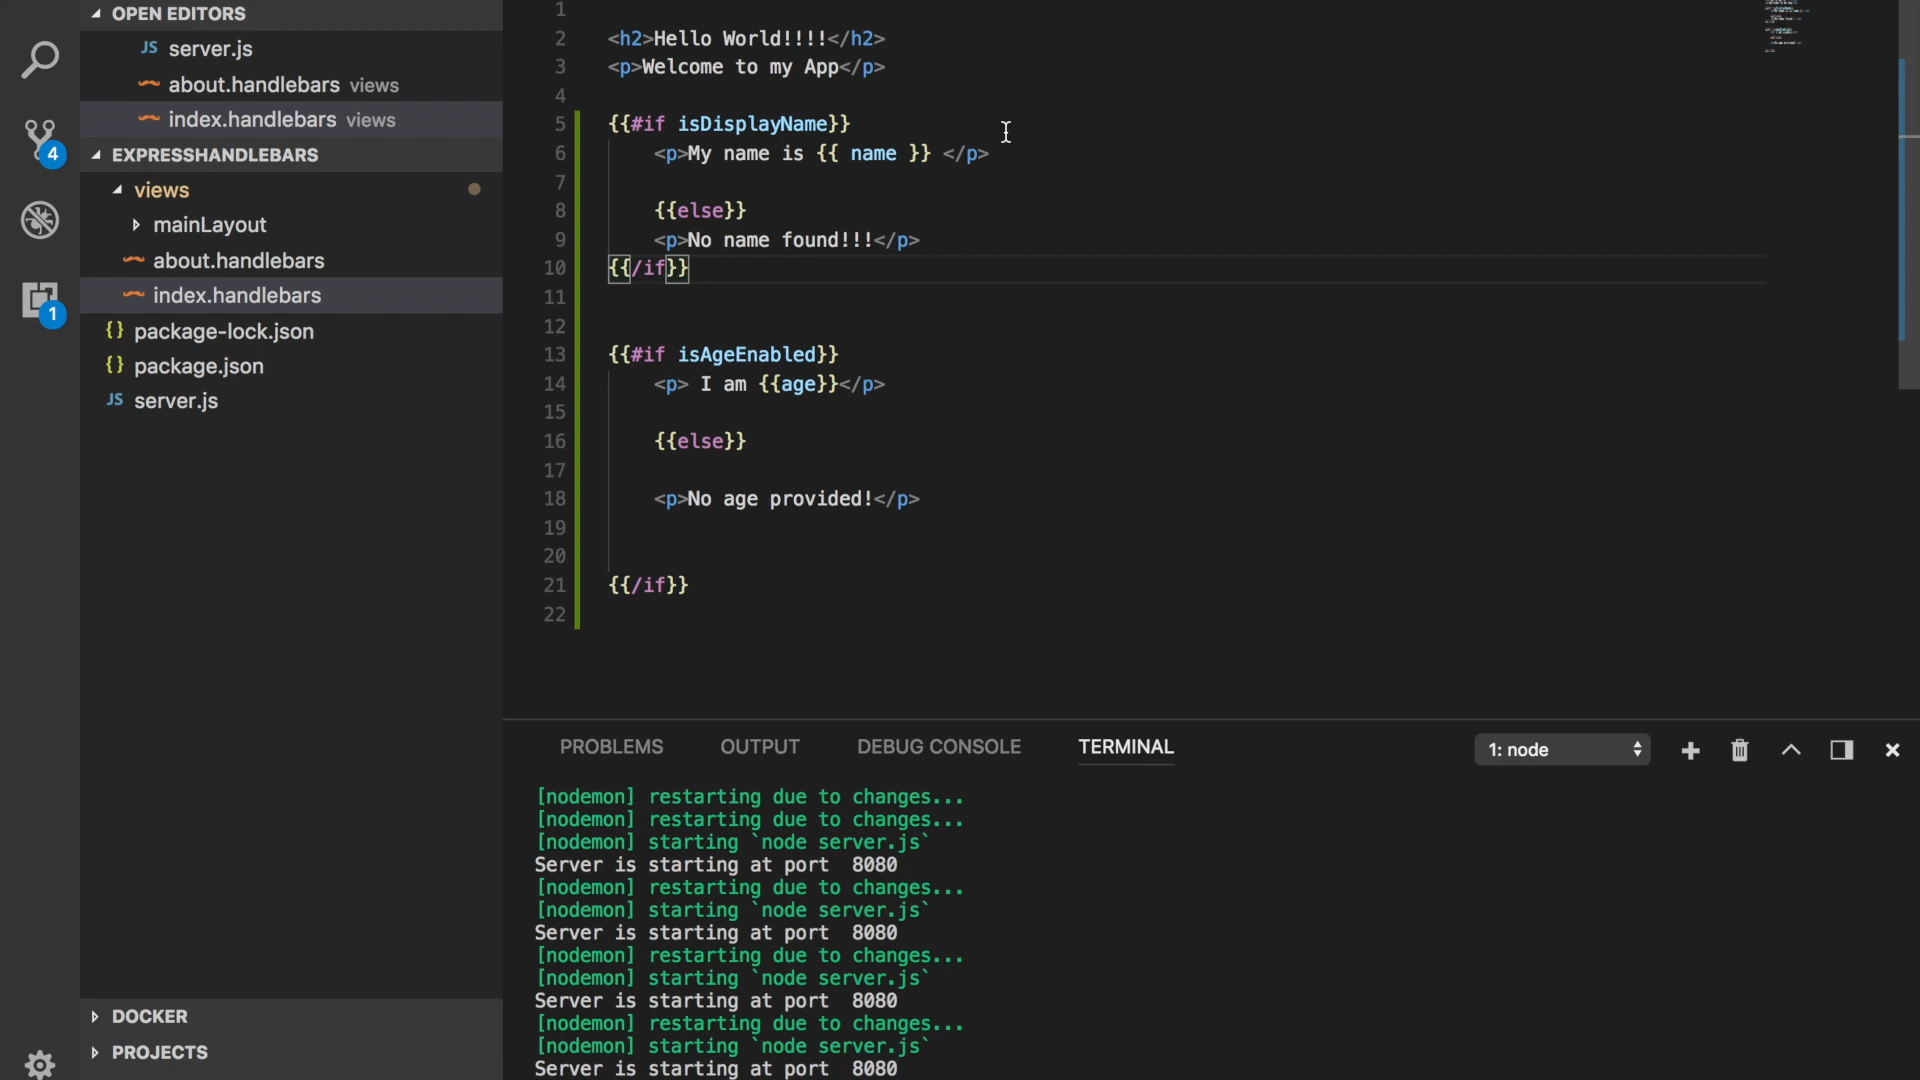 OPEN EDITORS
JS server.js
about.handlebars views
index.handlebars views
EXPRESSHANDLEBARS
views
mainLayout
about.handlebars
index.handlebars
{} package-lock.json
{} package.json
JS server.js
DOCKER
PROJECTS
4
1
1
2 <h2>Hello World!!!!</h2>
3 <p>Welcome to my App</p>
4
5 {{#if isDisplayName}}
6 <p>My name is {{ name }} </p>
7
8 {{else}}
9 <p>No name found!!!</p>
10 {{/if}}
11
12
13 {{#if isAgeEnabled}}
14 <p> I am {{age}}</p>
15
16 {{else}}
17
18 <p>No age provided!</p>
19
20
21 {{/if}}
22
PROBLEMS OUTPUT DEBUG CONSOLE TERMINAL 1: node
[nodemon] restarting due to changes...
[nodemon] restarting due to changes...
[nodemon] starting `node server.js`
Server is starting at port  8080
[nodemon] restarting due to changes...
[nodemon] starting `node server.js`
Server is starting at port  8080
[nodemon] restarting due to changes...
[nodemon] starting `node server.js`
Server is starting at port  8080
[nodemon] restarting due to changes...
[nodemon] starting `node server.js`
Server is starting at port  8080